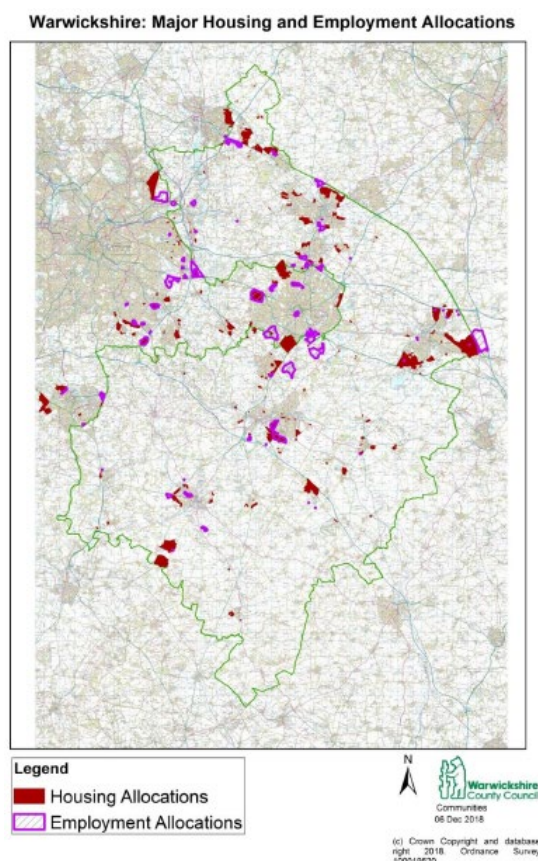 Warwickshire: Major Housing and Employment Allocations
Legend
Housing Allocations
Employment Allocations
N
Warwickshire
County Council
Communities
06 Dec 2018
(c) Crown Copyright and database
right 2018. Ordnance Survey
100019520